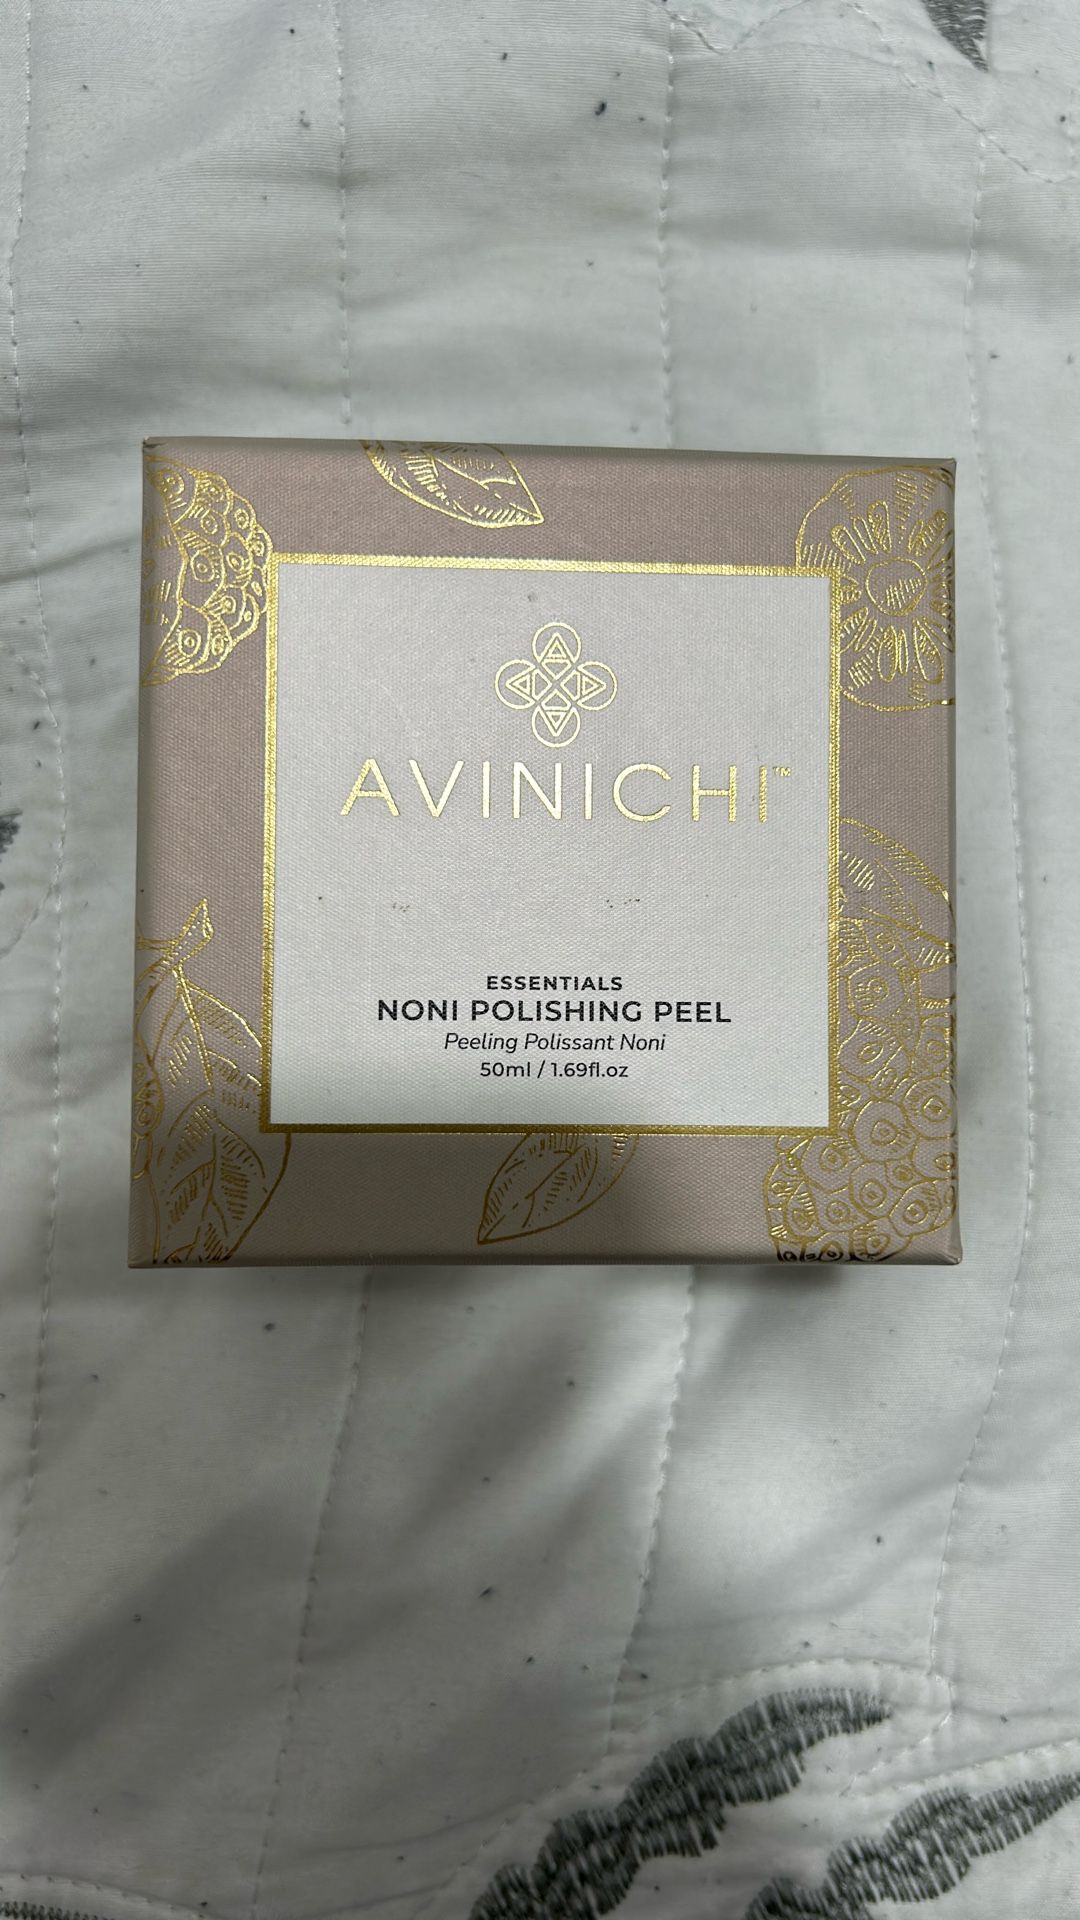 AVINICHI™
ESSENTIALS
NONI POLISHING PEEL
Peeling Polissant Noni
50ml / 1.69fl.oz